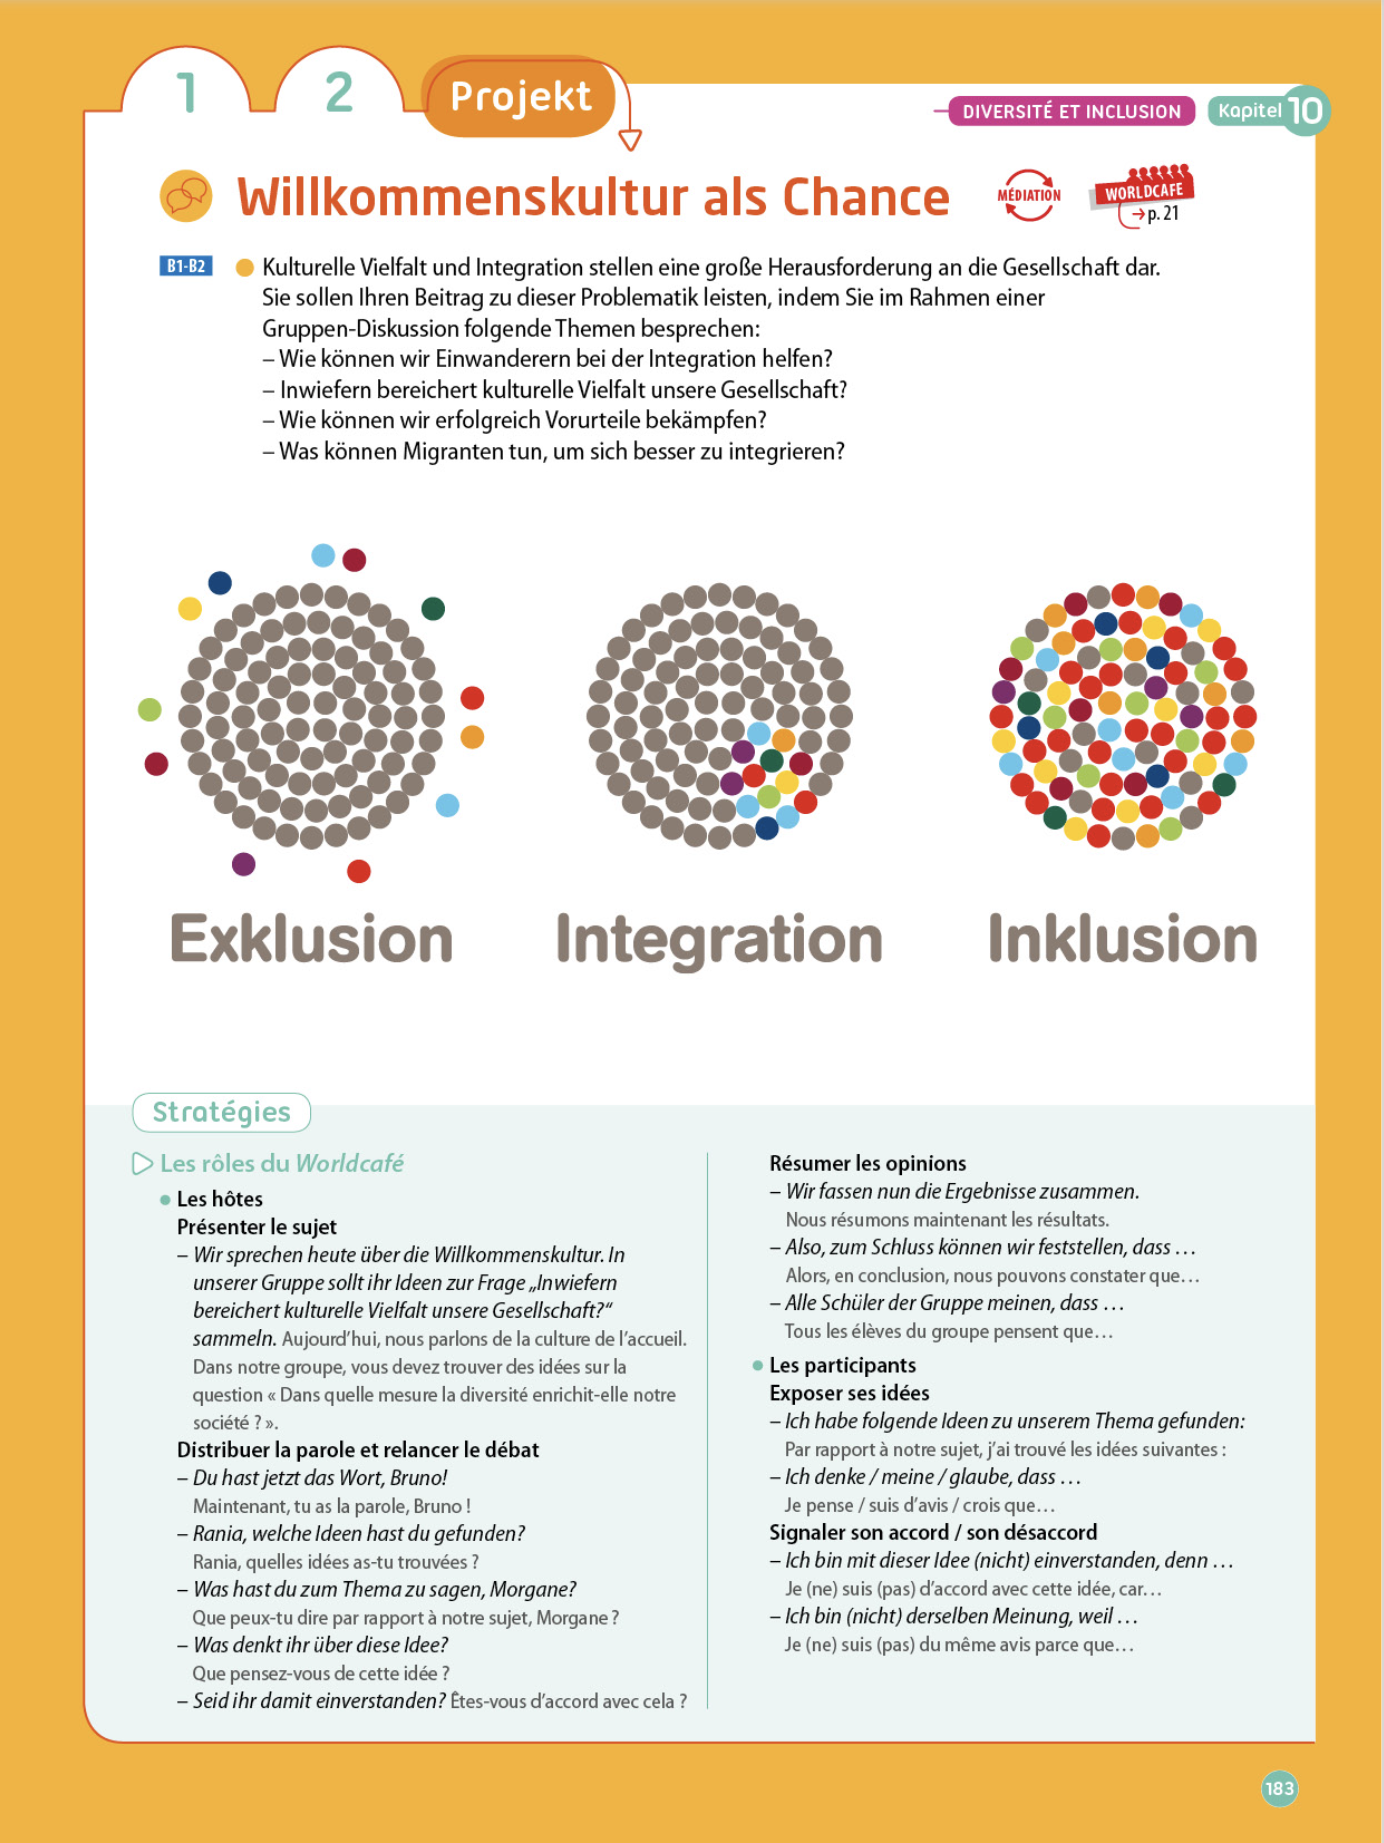 1
2
Projekt
DIVERSITÉ ET INCLUSION
Kapitel 10
Willkommenskultur als Chance
MÉDIATION
WORLDCAFE
→ p. 21
B1-B2
Kulturelle Vielfalt und Integration stellen eine große Herausforderung an die Gesellschaft dar.
Sie sollen Ihren Beitrag zu dieser Problematik leisten, indem Sie im Rahmen einer
Gruppen-Diskussion folgende Themen besprechen:
– Wie können wir Einwanderern bei der Integration helfen?
– Inwiefern bereichert kulturelle Vielfalt unsere Gesellschaft?
– Wie können wir erfolgreich Vorurteile bekämpfen?
– Was können Migranten tun, um sich besser zu integrieren?
Exklusion
Integration
Inklusion
Stratégies
Les rôles du Worldcafé
Les hôtes
Présenter le sujet
– Wir sprechen heute über die Willkommenskultur. In
unserer Gruppe sollt ihr Ideen zur Frage „Inwiefern
bereichert kulturelle Vielfalt unsere Gesellschaft?“
sammeln. Aujourd’hui, nous parlons de la culture de l’accueil.
Dans notre groupe, vous devez trouver des idées sur la
question « Dans quelle mesure la diversité enrichit-elle notre
société ? ».
Distribuer la parole et relancer le débat
– Du hast jetzt das Wort, Bruno!
Maintenant, tu as la parole, Bruno !
– Rania, welche Ideen hast du gefunden?
Rania, quelles idées as-tu trouvées ?
– Was hast du zum Thema zu sagen, Morgane?
Que peux-tu dire par rapport à notre sujet, Morgane ?
– Was denkt ihr über diese Idee?
Que pensez-vous de cette idée ?
– Seid ihr damit einverstanden? Êtes-vous d’accord avec cela ?
Résumer les opinions
– Wir fassen nun die Ergebnisse zusammen.
Nous résumons maintenant les résultats.
– Also, zum Schluss können wir feststellen, dass …
Alors, en conclusion, nous pouvons constater que…
– Alle Schüler der Gruppe meinen, dass …
Tous les élèves du groupe pensent que…
Les participants
Exposer ses idées
– Ich habe folgende Ideen zu unserem Thema gefunden:
Par rapport à notre sujet, j’ai trouvé les idées suivantes :
– Ich denke / meine / glaube, dass …
Je pense / suis d’avis / crois que…
Signaler son accord / son désaccord
– Ich bin mit dieser Idee (nicht) einverstanden, denn …
Je (ne) suis (pas) d’accord avec cette idée, car…
– Ich bin (nicht) derselben Meinung, weil …
Je (ne) suis (pas) du même avis parce que…
183